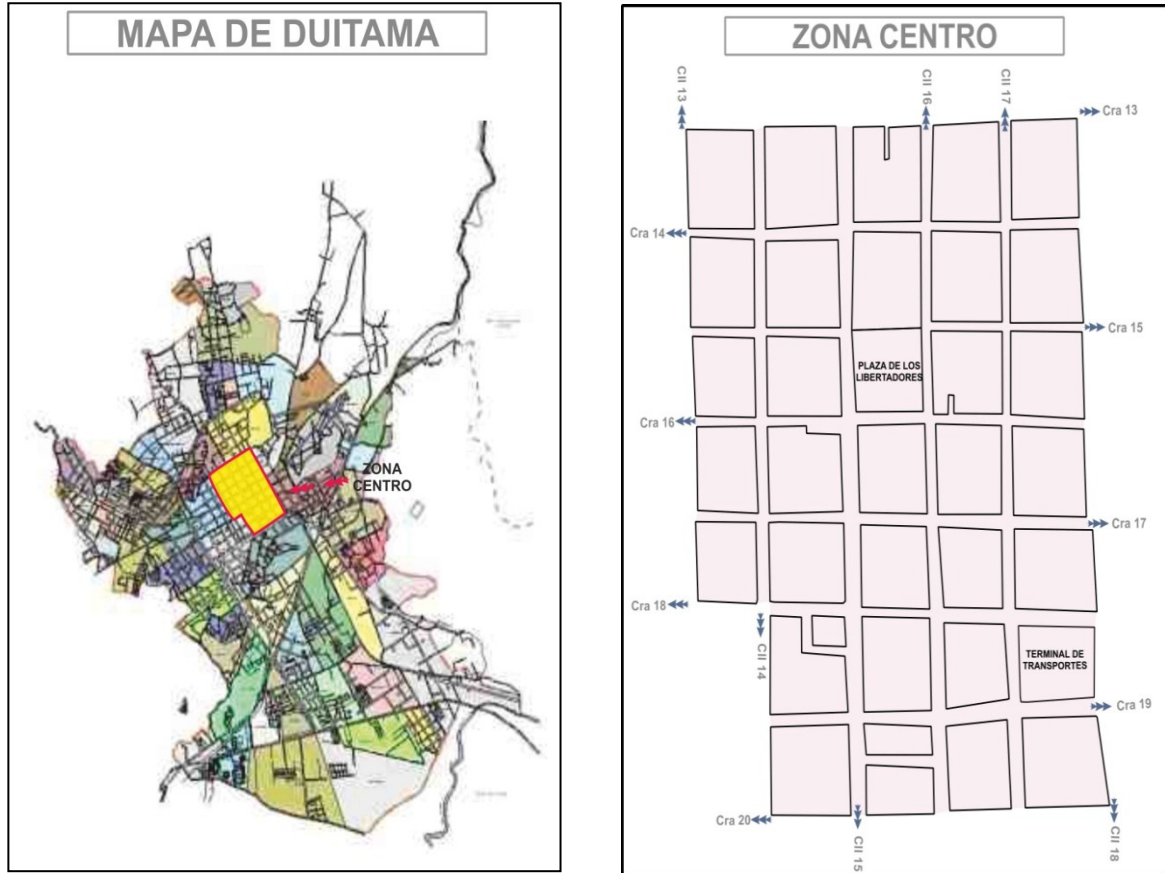 MAPA DE DUITAMA
ZONA
CENTRO
ZONA CENTRO
Cll 13
Cll 16
Cll 17
Cra 13
Cra 14
Cra 15
PLAZA DE LOS
LIBERTADORES
Cra 16
Cra 17
Cra 18
Cll 14
TERMINAL DE
TRANSPORTES
Cra 19
Cra 20
Cll 15
Cll 18